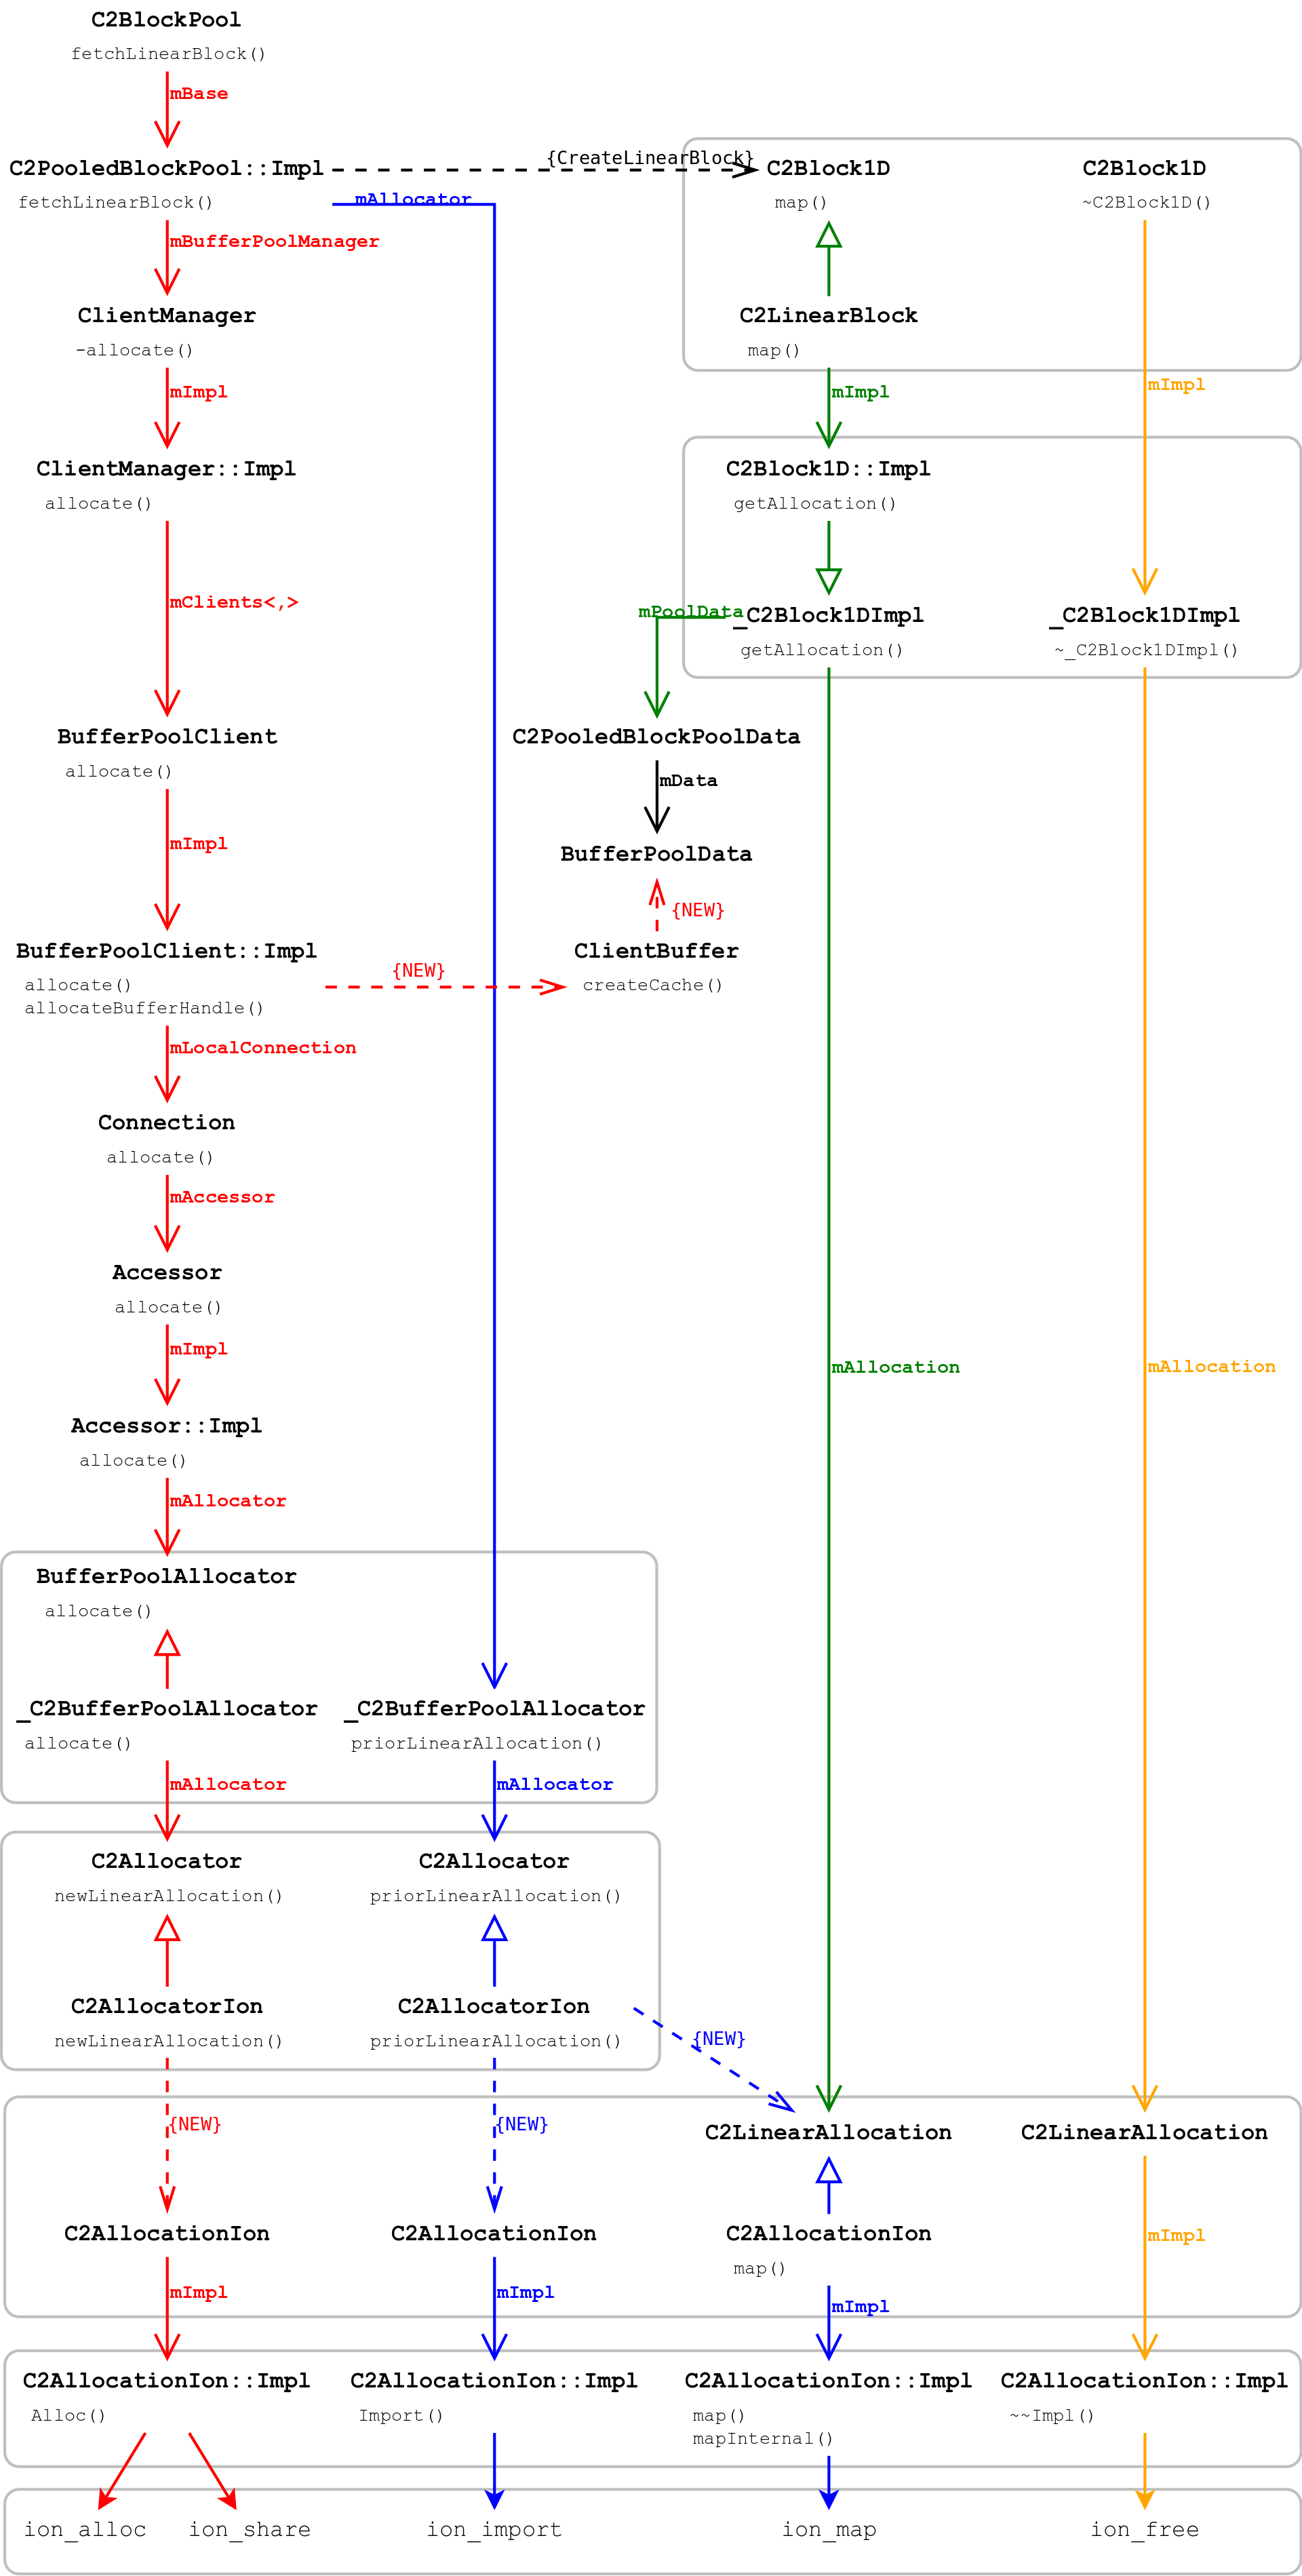 C2BlockPool
fetchLinearBlock()
mBase
C2PooledBlockPool::Impl
fetchLinearBlock()
{CreateLinearBlock}
mAllocator
C2Block1D
map()
C2Block1D
~C2Block1D()
mBufferPoolManager
ClientManager
-allocate()
C2LinearBlock
map()
mImpl
mImpl
mImpl
ClientManager::Impl
allocate()
C2Block1D::Impl
getAllocation()
mClients<,>
mPoolData
_C2Block1DImpl
getAllocation()
_C2Block1DImpl
~_C2Block1DImpl()
BufferPoolClient
allocate()
C2PooledBlockPoolData
mData
mImpl
BufferPoolData
{NEW}
BufferPoolClient::Impl
allocate()
allocateBufferHandle()
{NEW}
ClientBuffer
createCache()
mLocalConnection
Connection
allocate()
mAccessor
Accessor
allocate()
mImpl
mAllocation
mAllocation
Accessor::Impl
allocate()
mAllocator
BufferPoolAllocator
allocate()
_C2BufferPoolAllocator
allocate()
_C2BufferPoolAllocator
priorLinearAllocation()
mAllocator
mAllocator
C2Allocator
newLinearAllocation()
C2Allocator
priorLinearAllocation()
C2AllocatorIon
newLinearAllocation()
C2AllocatorIon
priorLinearAllocation()
{NEW}
{NEW}
{NEW}
C2LinearAllocation
C2LinearAllocation
C2AllocationIon
C2AllocationIon
C2AllocationIon
map()
mImpl
mImpl
mImpl
mImpl
C2AllocationIon::Impl
Alloc()
C2AllocationIon::Impl
Import()
C2AllocationIon::Impl
map()
mapInternal()
C2AllocationIon::Impl
~~Impl()
ion_alloc
ion_share
ion_import
ion_map
ion_free